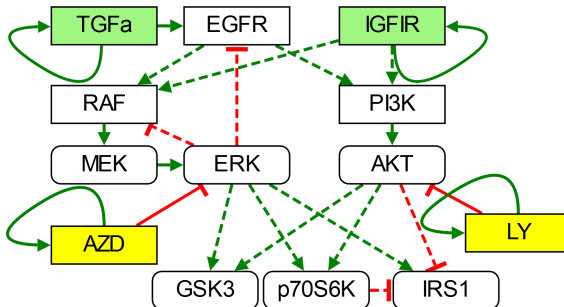 TGFa EGFR IGFIR
RAF PI3K
MEK ERK AKT
AZD LY
GSK3 p70S6K IRS1